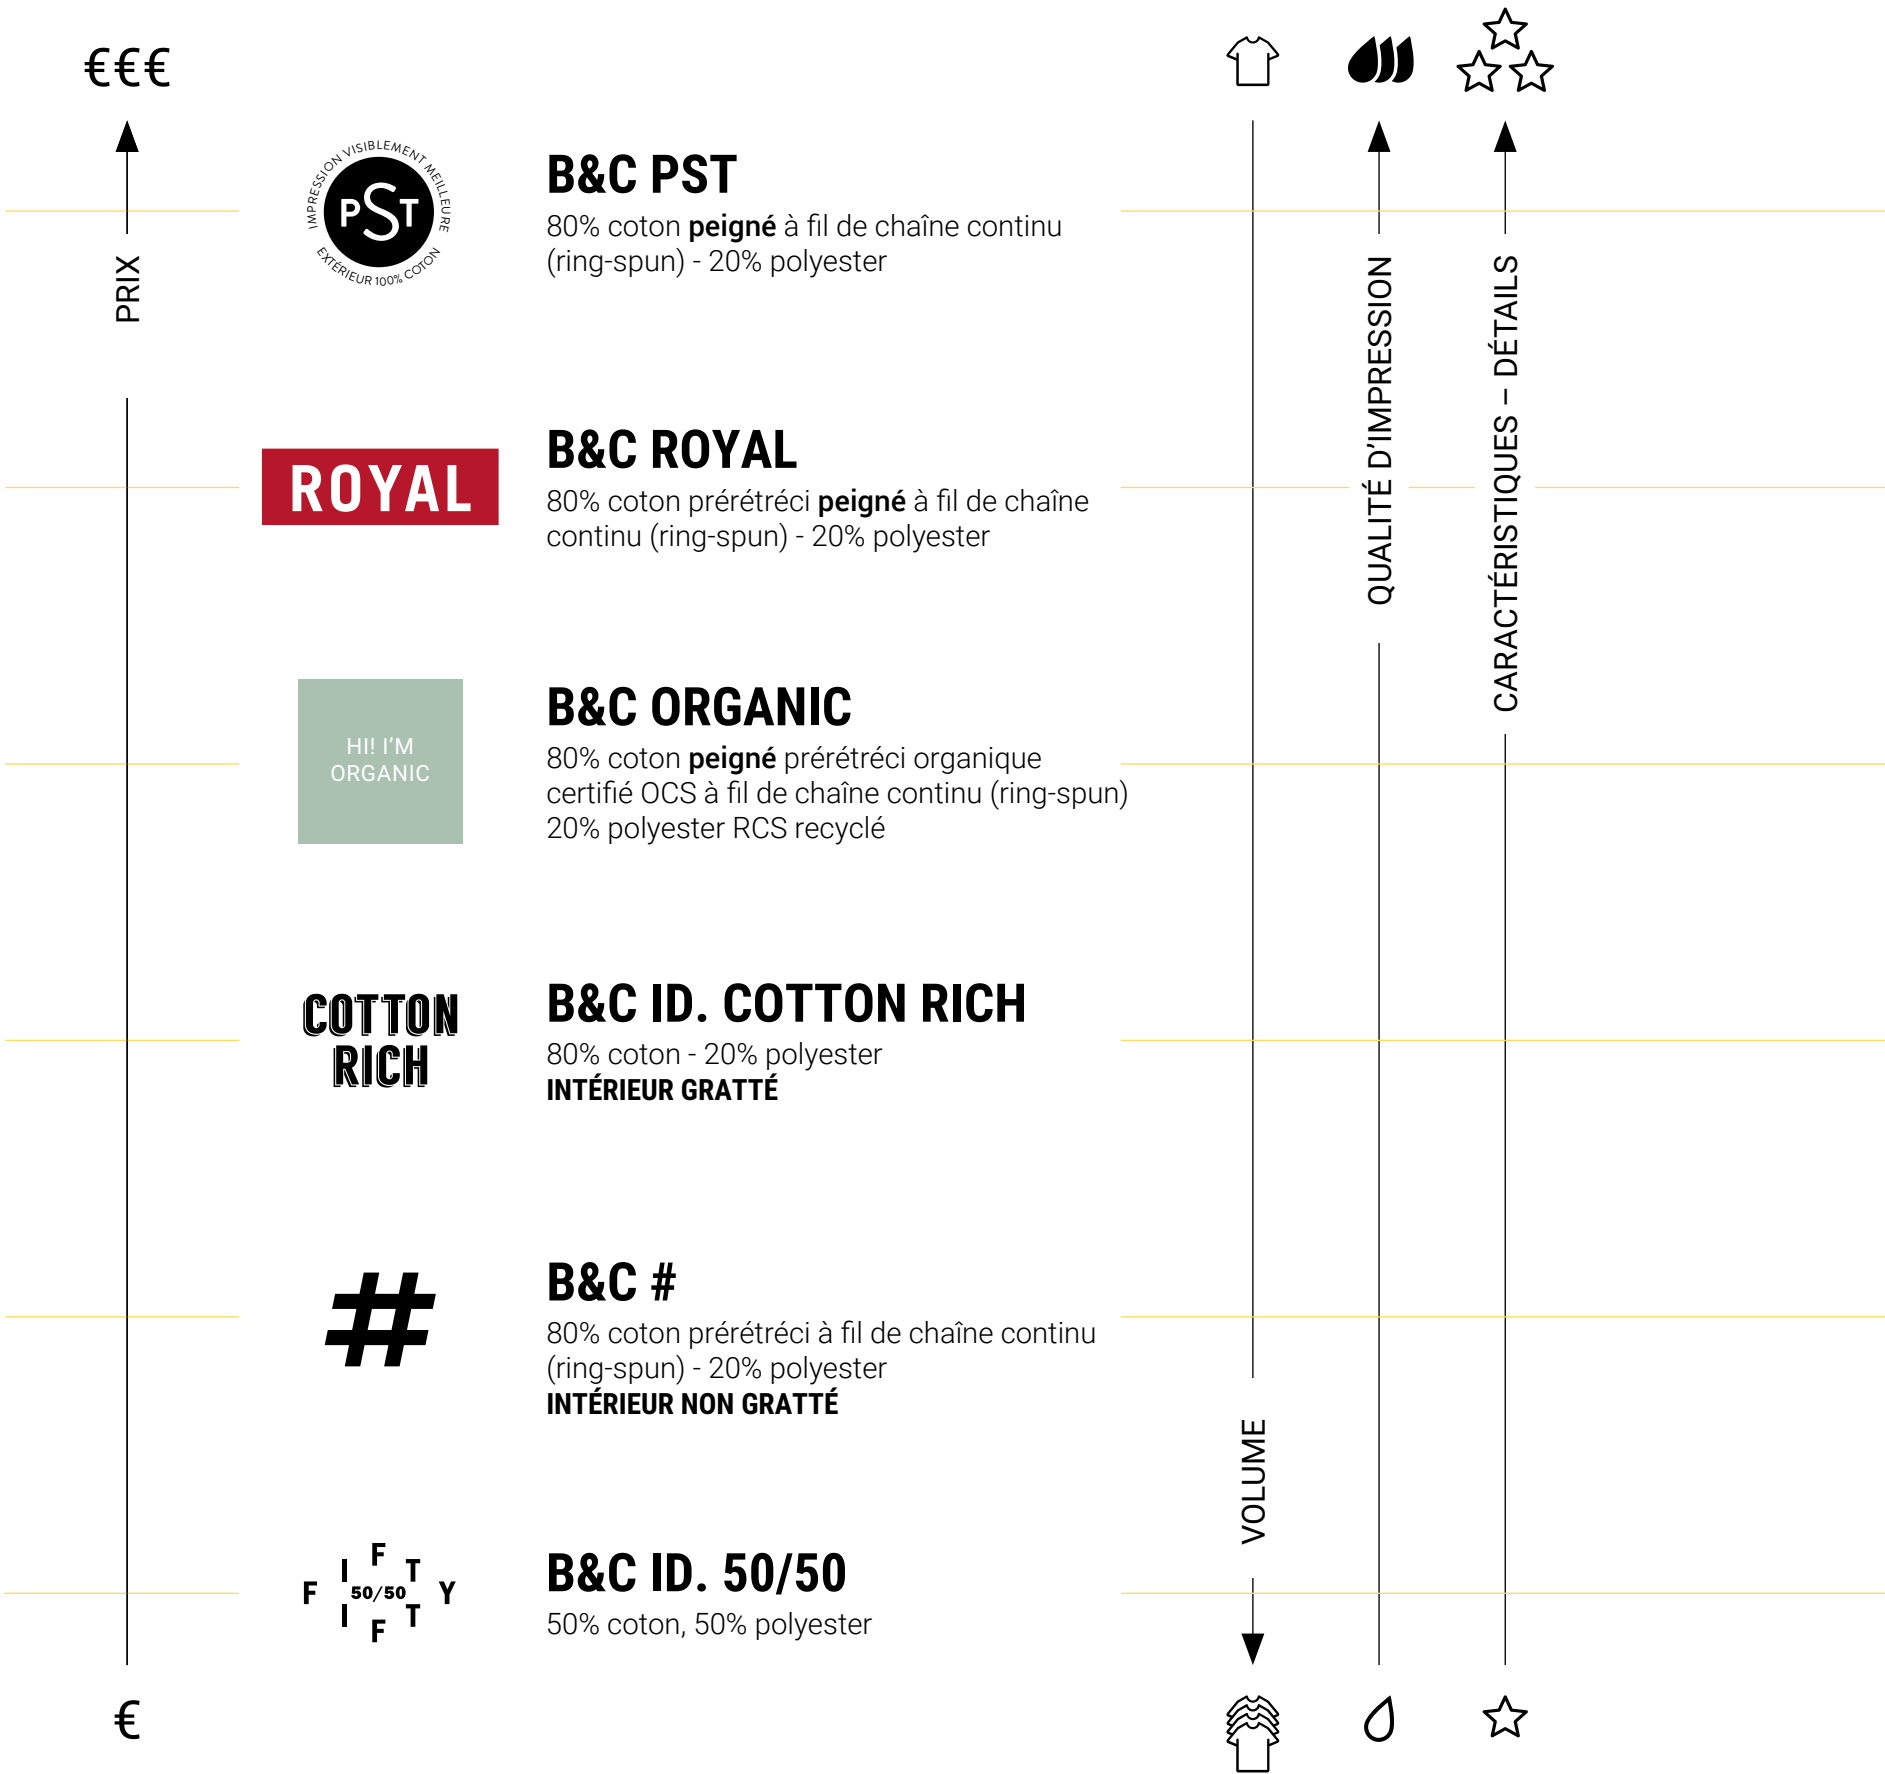 €€€
PRIX
€
IMPRESSION VISIBLEMENT MEILLEURE
PST
EXTÉRIEUR 100% COTON
B&C PST
80% coton peigné à fil de chaîne continu
(ring-spun) - 20% polyester
ROYAL
B&C ROYAL
80% coton prérétréci peigné à fil de chaîne
continu (ring-spun) - 20% polyester
HI! I'M
ORGANIC
B&C ORGANIC
80% coton peigné prérétréci organique
certifié OCS à fil de chaîne continu (ring-spun)
20% polyester RCS recyclé
COTTON
RICH
B&C ID. COTTON RICH
80% coton - 20% polyester
INTÉRIEUR GRATTÉ
#
B&C #
80% coton prérétréci à fil de chaîne continu
(ring-spun) - 20% polyester
INTÉRIEUR NON GRATTÉ
FIFTY
50/50
FIFTY
B&C ID. 50/50
50% coton, 50% polyester
VOLUME
QUALITÉ D'IMPRESSION
CARACTÉRISTIQUES – DÉTAILS